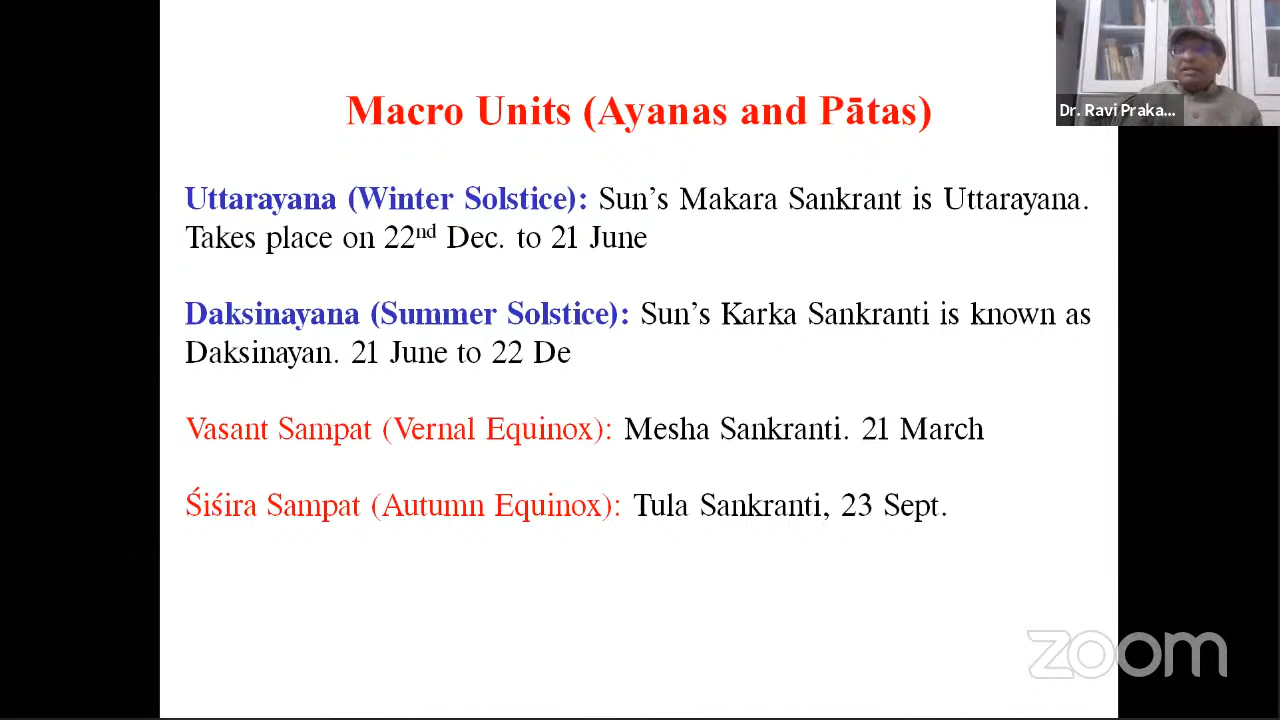 Dr. Ravi Praka...
Macro Units (Ayanas and Pātas)
Uttarayana (Winter Solstice): Sun's Makara Sankrant is Uttarayana.
Takes place on 22nd Dec. to 21 June
Daksinayana (Summer Solstice): Sun's Karka Sankranti is known as
Daksinayan. 21 June to 22 De
Vasant Sampat (Vernal Equinox): Mesha Sankranti. 21 March
Śiśira Sampat (Autumn Equinox): Tula Sankranti, 23 Sept.
zoom